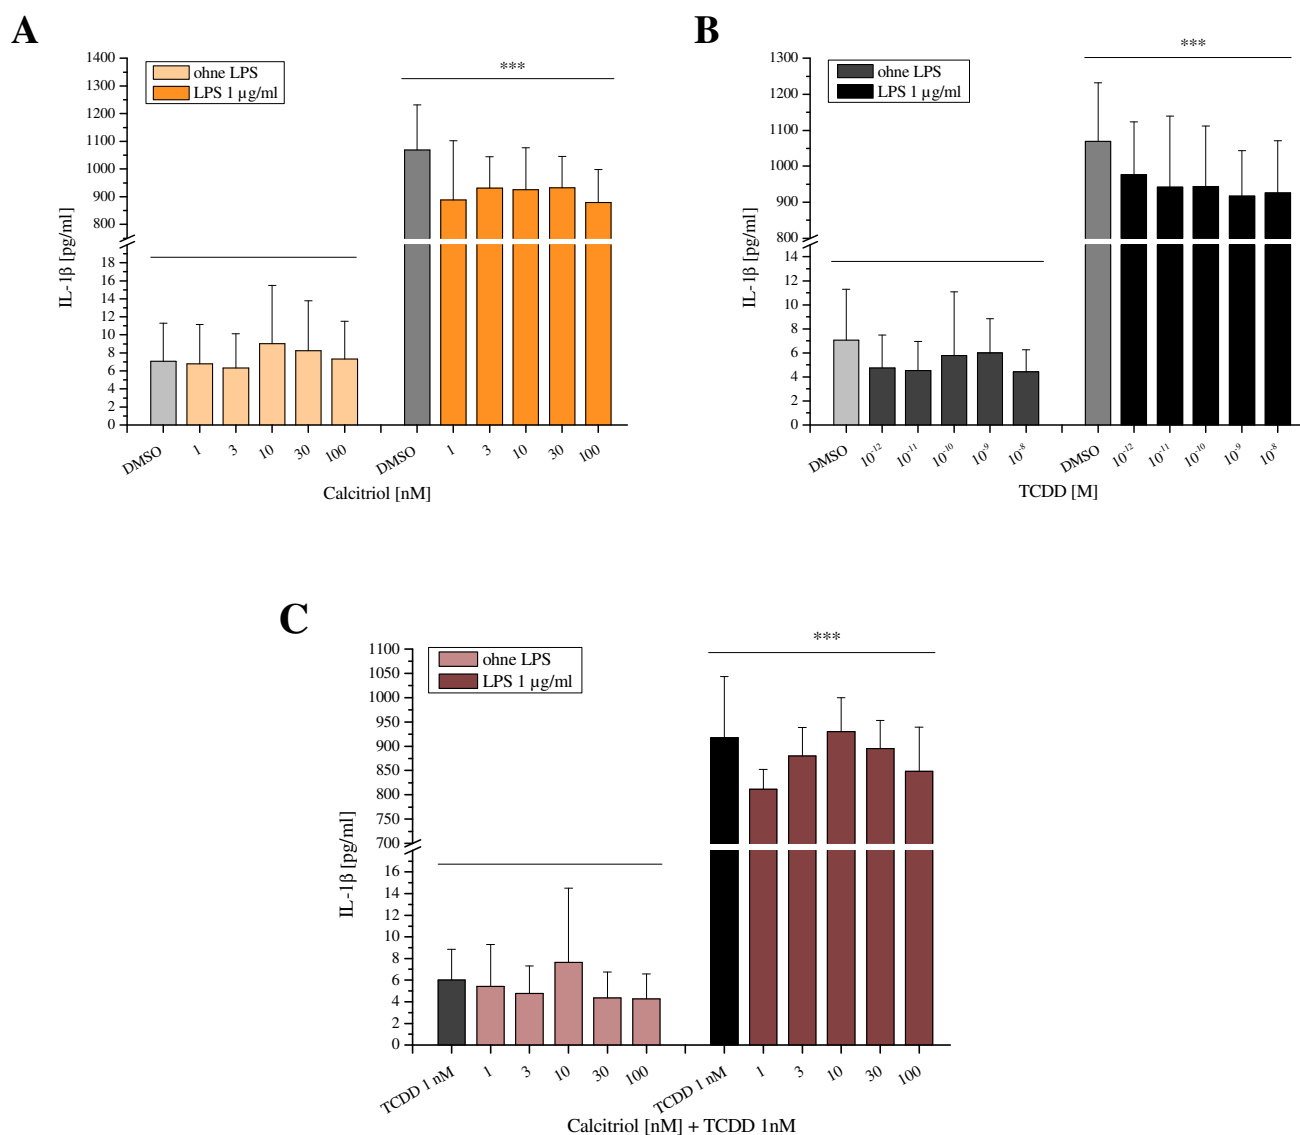 A
ohne LPS
LPS 1 µg/ml
***
IL-1β [pg/ml]
1400
1300
1200
1100
1000
900
800
18
16
14
12
10
8
6
4
2
0
DMSO 1 3 10 30 100 DMSO 1 3 10 30 100
Calcitriol [nM]
B
ohne LPS
LPS 1 µg/ml
***
IL-1β [pg/ml]
1300
1200
1100
1000
900
800
14
12
10
8
6
4
2
0
DMSO 10⁻¹² 10⁻¹¹ 10⁻¹⁰ 10⁻⁹ 10⁻⁸ DMSO 10⁻¹² 10⁻¹¹ 10⁻¹⁰ 10⁻⁹ 10⁻⁸
TCDD [M]
C
ohne LPS
LPS 1 µg/ml
***
IL-1β [pg/ml]
1100
1050
1000
950
900
850
800
750
700
16
14
12
10
8
6
4
2
0
TCDD 1 nM 1 3 10 30 100 TCDD 1 nM 1 3 10 30 100
Calcitriol [nM] + TCDD 1nM